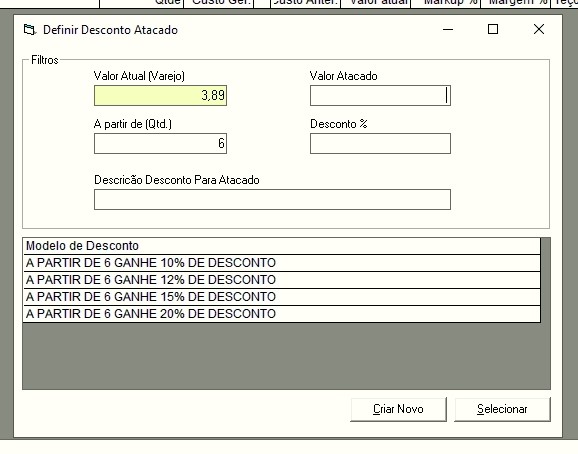 Qtde Custo Ger. Custo Anter. Valor atual Markup % Margem %
Definir Desconto Atacado
Filtros
Valor Atual (Varejo) Valor Atacado
3,89
A partir de (Qtd.) Desconto %
6
Descricão Desconto Para Atacado
Modelo de Desconto
A PARTIR DE 6 GANHE 10% DE DESCONTO
A PARTIR DE 6 GANHE 12% DE DESCONTO
A PARTIR DE 6 GANHE 15% DE DESCONTO
A PARTIR DE 6 GANHE 20% DE DESCONTO
Criar Novo Selecionar